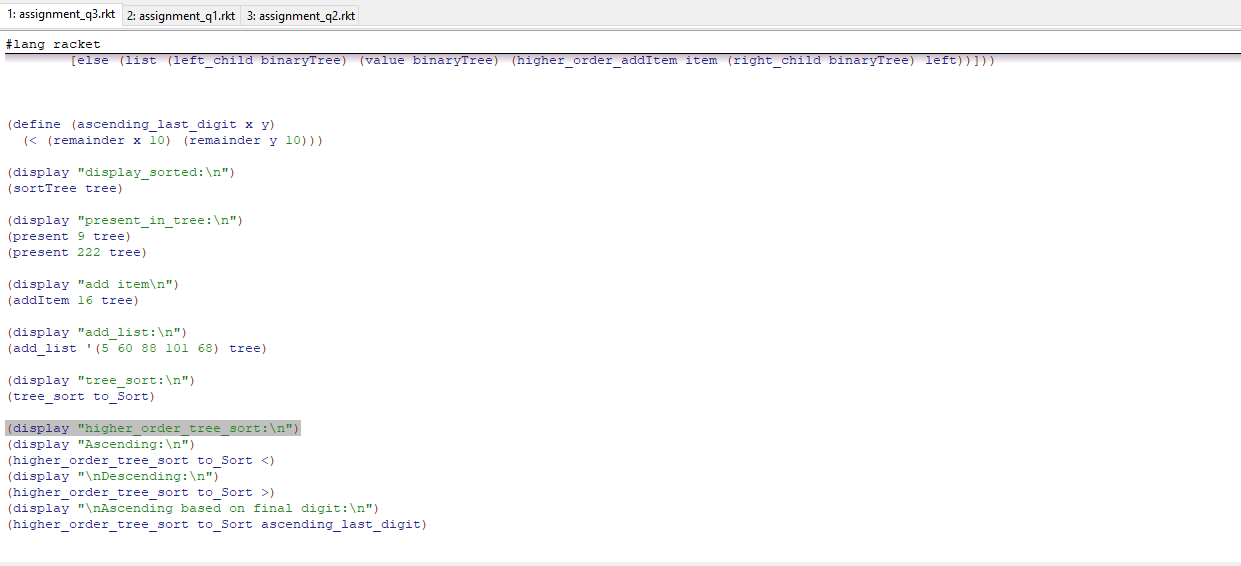 1: assignment_q3.rkt 2: assignment_q1.rkt 3: assignment_q2.rkt
#lang racket
[else (list (left_child binaryTree) (value binaryTree) (higher_order_addItem item (right_child binaryTree) left))]))
(define (ascending_last_digit x y)
(< (remainder x 10) (remainder y 10)))
(display "display_sorted:\n")
(sortTree tree)
(display "present_in_tree:\n")
(present 9 tree)
(present 222 tree)
(display "add item\n")
(addItem 16 tree)
(display "add_list:\n")
(add_list '(5 60 88 101 68) tree)
(display "tree_sort:\n")
(tree_sort to_Sort)
(display "higher_order_tree_sort:\n")
(display "Ascending:\n")
(higher_order_tree_sort to_Sort <)
(display "\nDescending:\n")
(higher_order_tree_sort to_Sort >)
(display "\nAscending based on final digit:\n")
(higher_order_tree_sort to_Sort ascending_last_digit)